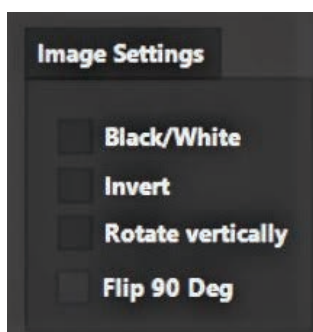 Image Settings
Black/White
Invert
Rotate vertically
Flip 90 Deg